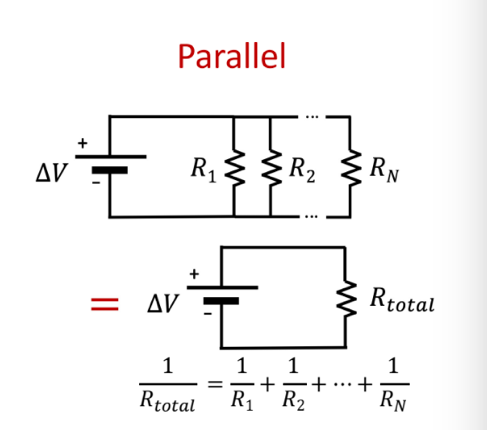 Parallel
+
ΔV
-
R₁
R₂
...
R_N
...
=
+
ΔV
-
R_total
1/R_total = 1/R₁ + 1/R₂ + ⋯ + 1/R_N